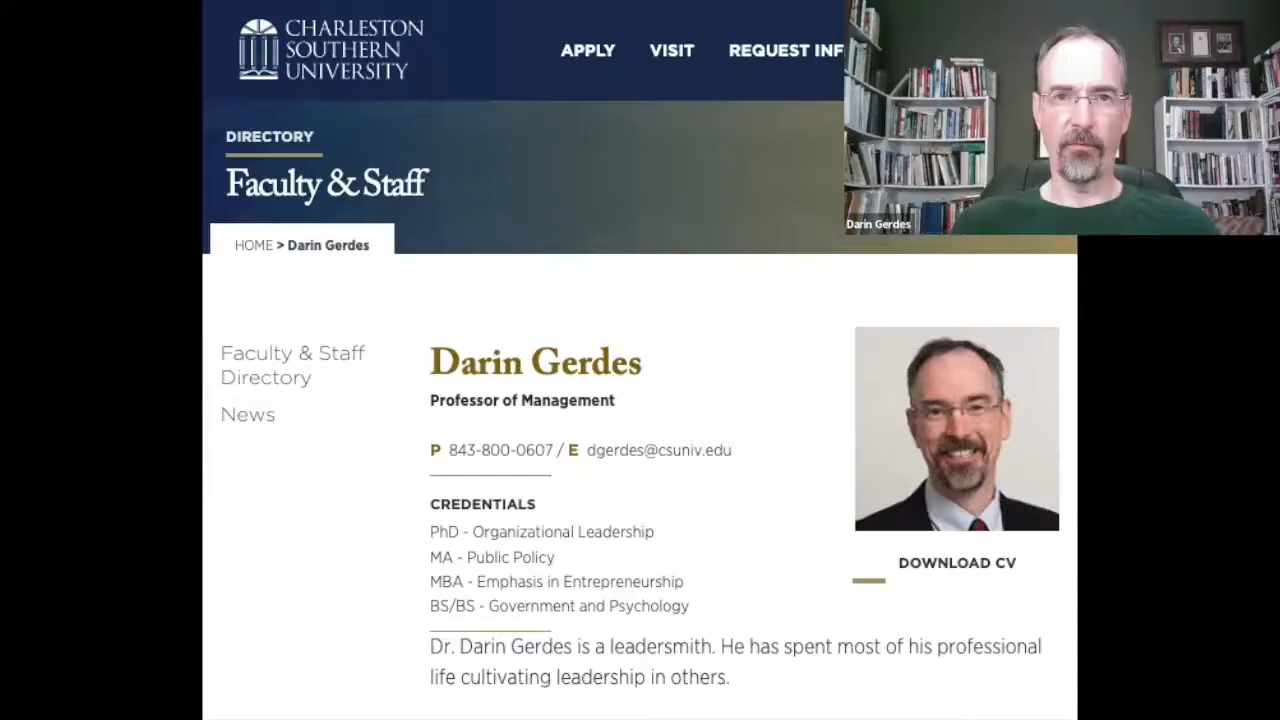 CHARLESTON
SOUTHERN
UNIVERSITY
APPLY
VISIT
REQUEST INF
DIRECTORY
Faculty & Staff
HOME > Darin Gerdes
Darin Gerdes
Faculty & Staff
Directory
News
Darin Gerdes
Professor of Management
P 843-800-0607 / E dgerdes@csuniv.edu
CREDENTIALS
PhD - Organizational Leadership
MA - Public Policy
MBA - Emphasis in Entrepreneurship
BS/BS - Government and Psychology
DOWNLOAD CV
Dr. Darin Gerdes is a leadersmith. He has spent most of his professional
life cultivating leadership in others.